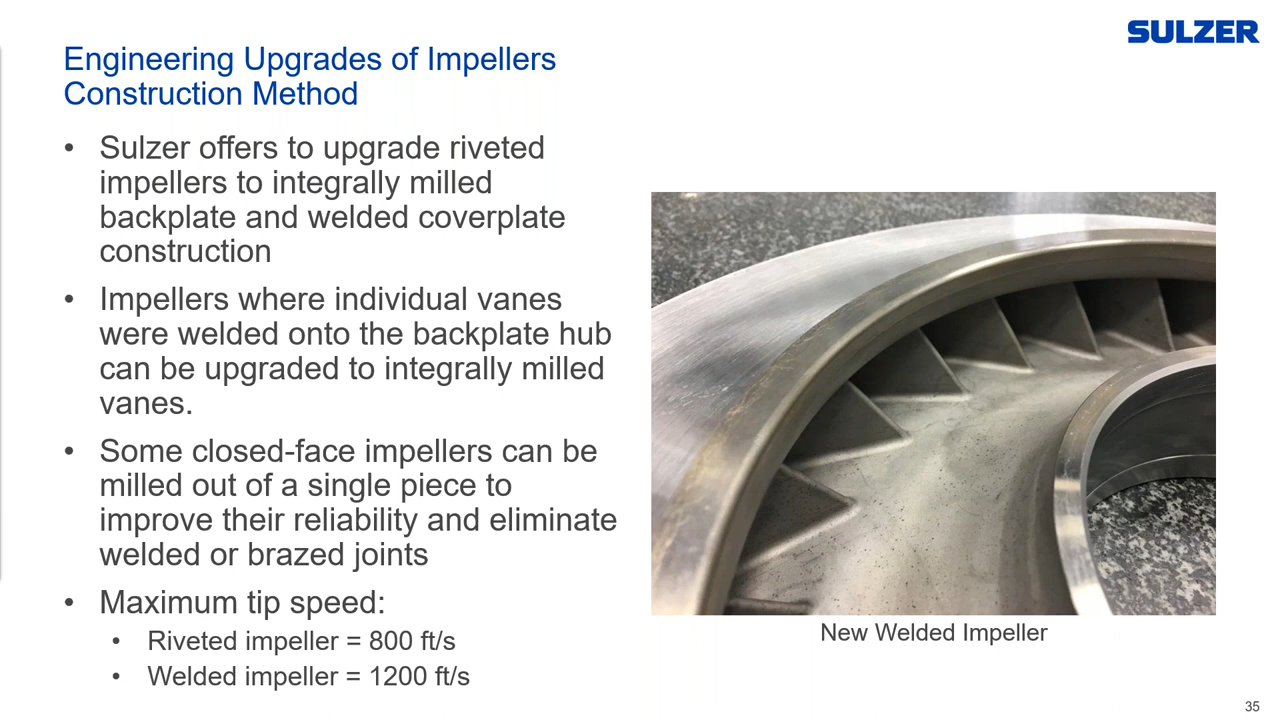 SULZER
Engineering Upgrades of Impellers
Construction Method
• Sulzer offers to upgrade riveted
impellers to integrally milled
backplate and welded coverplate
construction
• Impellers where individual vanes
were welded onto the backplate hub
can be upgraded to integrally milled
vanes.
• Some closed-face impellers can be
milled out of a single piece to
improve their reliability and eliminate
welded or brazed joints
• Maximum tip speed:
• Riveted impeller = 800 ft/s
• Welded impeller = 1200 ft/s
New Welded Impeller
35